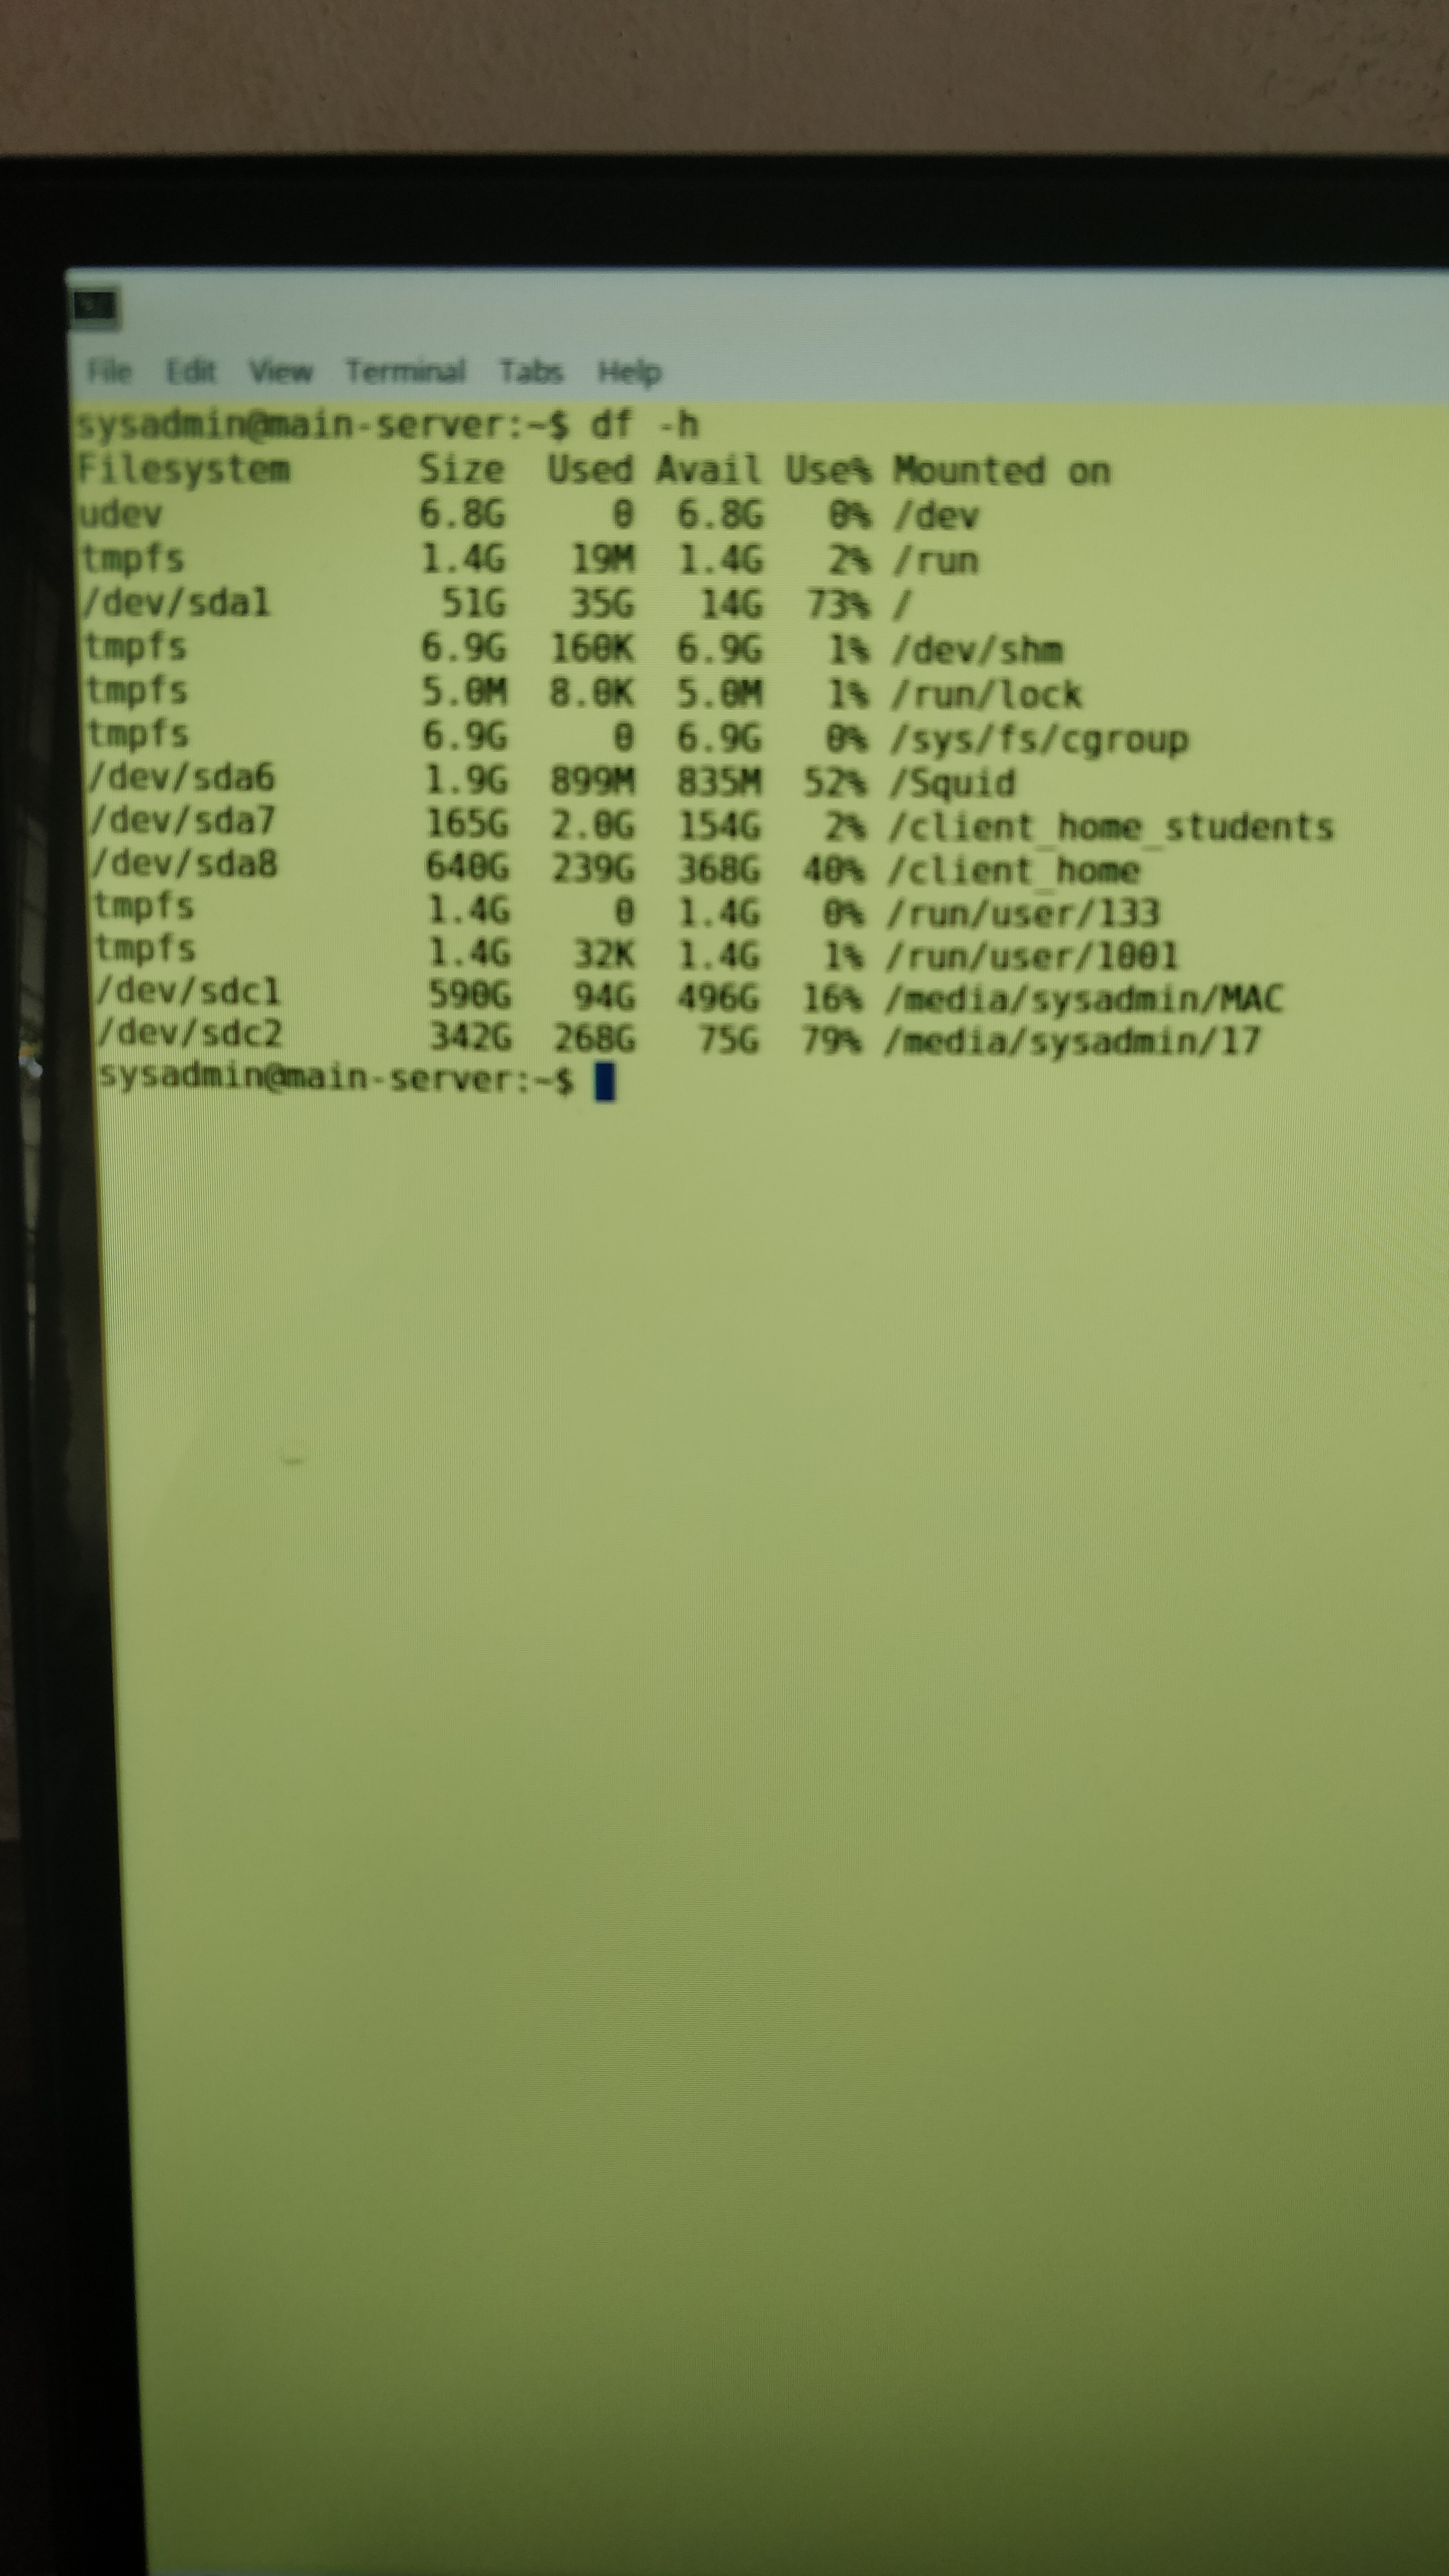 File Edit View Terminal Tabs Help
sysadmin@main-server:~$ df -h
Filesystem      Size  Used Avail Use% Mounted on
udev            6.8G     0  6.8G   0% /dev
tmpfs           1.4G   19M  1.4G   2% /run
/dev/sda1        51G   35G   14G  73% /
tmpfs           6.9G  160K  6.9G   1% /dev/shm
tmpfs           5.0M  8.0K  5.0M   1% /run/lock
tmpfs           6.9G     0  6.9G   0% /sys/fs/cgroup
/dev/sda6       1.9G  899M  835M  52% /Squid
/dev/sda7       165G  2.0G  154G   2% /client_home_students
/dev/sda8       640G  239G  368G  40% /client_home
tmpfs           1.4G     0  1.4G   0% /run/user/133
tmpfs           1.4G   32K  1.4G   1% /run/user/1001
/dev/sdc1       590G   94G  496G  16% /media/sysadmin/MAC
/dev/sdc2       342G  268G   75G  79% /media/sysadmin/17
sysadmin@main-server:~$